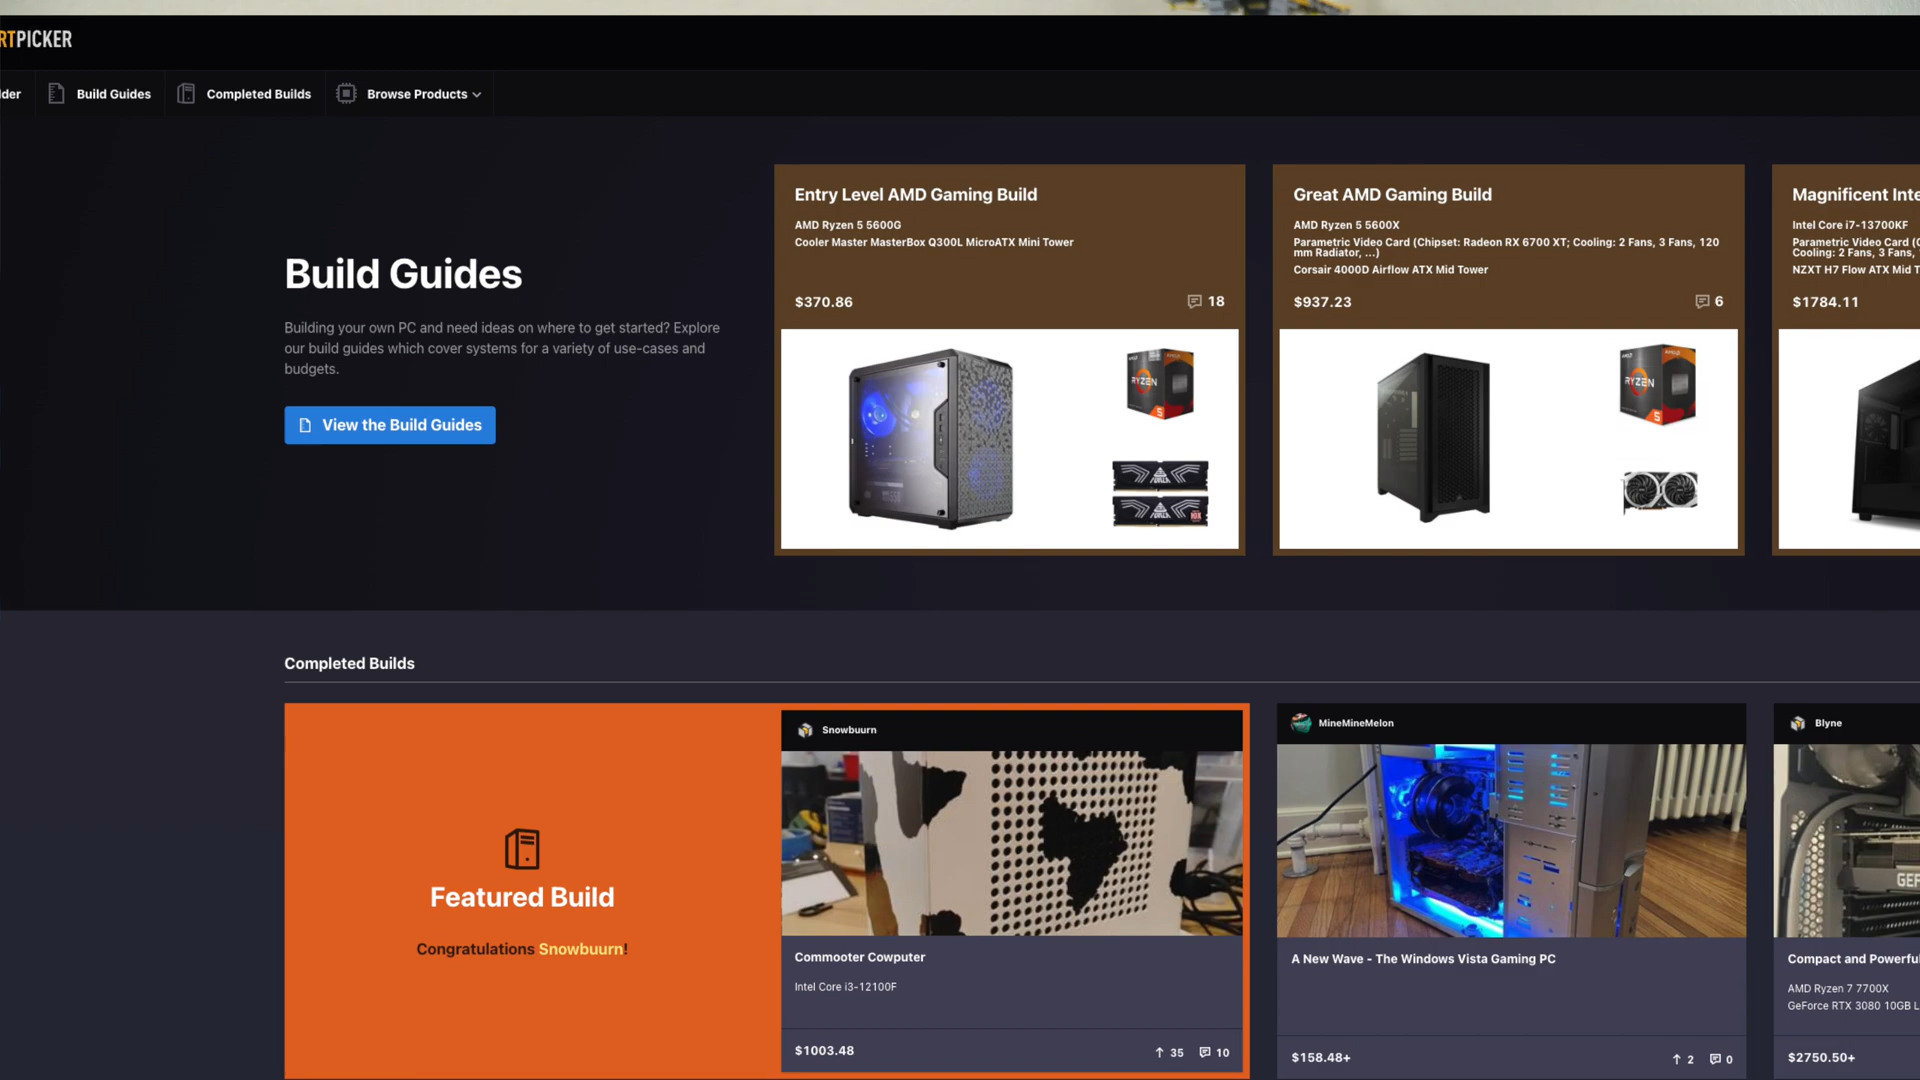 RTPICKER
lder
Build Guides
Completed Builds
Browse Products
Build Guides
Building your own PC and need ideas on where to get started? Explore
our build guides which cover systems for a variety of use-cases and
budgets.
View the Build Guides
Entry Level AMD Gaming Build
AMD Ryzen 5 5600G
Cooler Master MasterBox Q300L MicroATX Mini Tower
$370.86
18
RYZEN
5
Great AMD Gaming Build
AMD Ryzen 5 5600X
Parametric Video Card (Chipset: Radeon RX 6700 XT; Cooling: 2 Fans, 3 Fans, 120
mm Radiator, ...)
Corsair 4000D Airflow ATX Mid Tower
$937.23
6
RYZEN
5
Magnificent Inte
Intel Core i7-13700KF
Parametric Video Card (C
Cooling: 2 Fans, 3 Fans,
NZXT H7 Flow ATX Mid T
$1784.11
Completed Builds
Featured Build
Congratulations Snowbuurn!
Snowbuurn
Commooter Cowputer
Intel Core i3-12100F
$1003.48
35
10
MineMineMelon
A New Wave - The Windows Vista Gaming PC
$158.48+
2
0
Blyne
GEF
Compact and Powerful
AMD Ryzen 7 7700X
GeForce RTX 3080 10GB L
$2750.50+